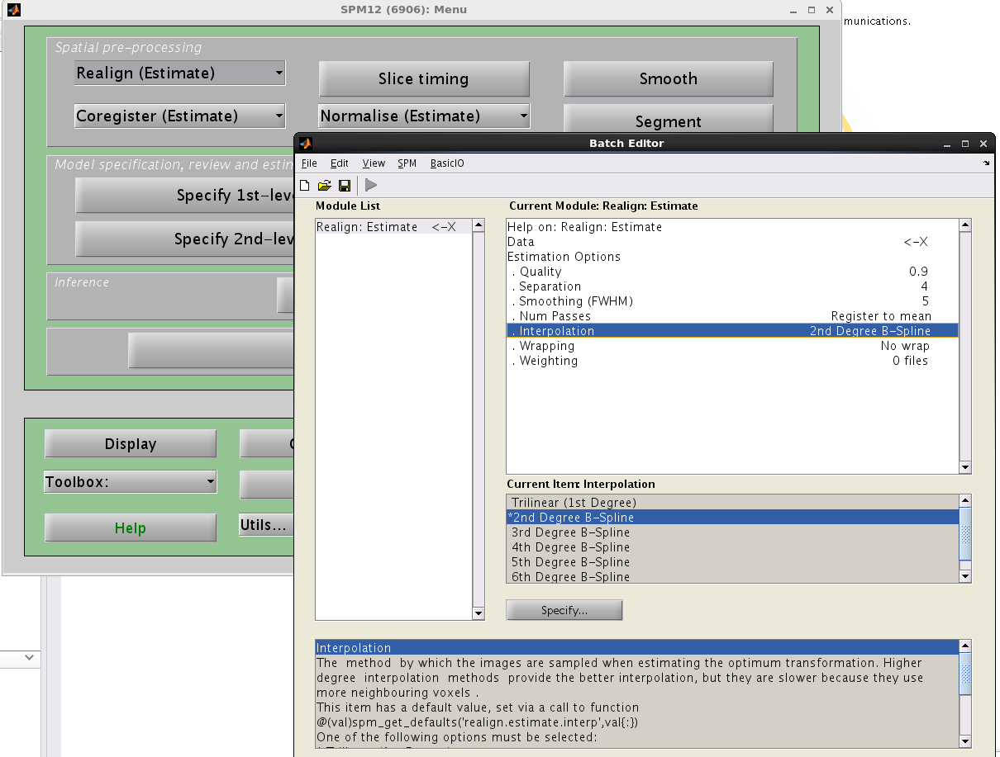 SPM12 (6906): Menu
munications.
Spatial pre-processing
Realign (Estimate)
Slice timing
Smooth
Coregister (Estimate)
Normalise (Estimate)
Segment
Model specification, review and estin
Specify 1st-leve
Specify 2nd-lev
Inference
Display
Toolbox:
Help
Utils...
Batch Editor
File Edit View SPM BasicIO
Module List
Realign: Estimate <-X
Current Module: Realign: Estimate
Help on: Realign: Estimate
Data <-X
Estimation Options
. Quality 0.9
. Separation 4
. Smoothing (FWHM) 5
. Num Passes Register to mean
. Interpolation 2nd Degree B-Spline
. Wrapping No wrap
. Weighting 0 files
Current Item: Interpolation
Trilinear (1st Degree)
*2nd Degree B-Spline
3rd Degree B-Spline
4th Degree B-Spline
5th Degree B-Spline
6th Degree B-Spline
Specify...
Interpolation
The method by which the images are sampled when estimating the optimum transformation. Higher
degree interpolation methods provide the better interpolation, but they are slower because they use
more neighbouring voxels .
This item has a default value, set via a call to function
@(val)spm_get_defaults('realign.estimate.interp',val{:})
One of the following options must be selected: